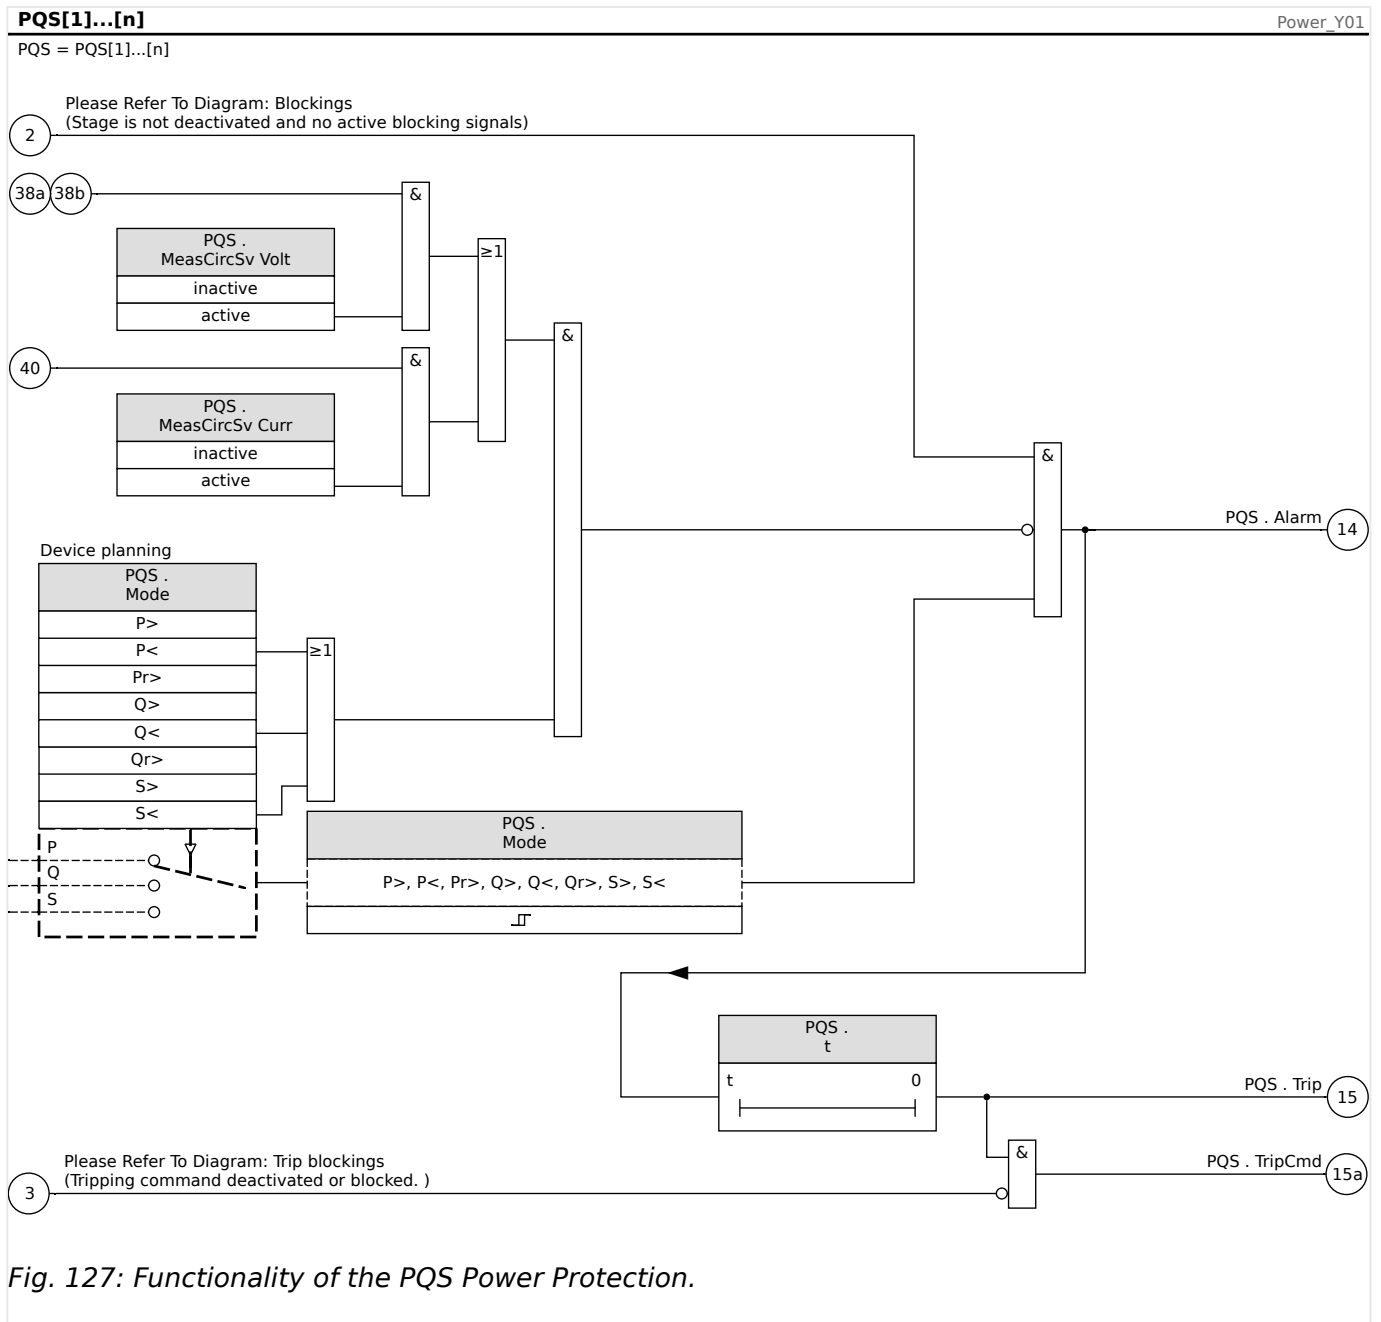 PQS[1]...[n]
Power_Y01
PQS = PQS[1]...[n]
Please Refer To Diagram: Blockings
(Stage is not deactivated and no active blocking signals)
2
38a 38b
&
PQS .
MeasCircSv Volt
inactive
active
≥1
&
40
&
PQS .
MeasCircSv Curr
inactive
active
&
PQS . Alarm
14
Device planning
PQS .
Mode
P>
P<
Pr>
Q>
Q<
Qr>
S>
S<
≥1
P
Q
S
PQS .
Mode
P>, P<, Pr>, Q>, Q<, Qr>, S>, S<
PQS .
t
t 0
PQS . Trip
15
&
PQS . TripCmd
15a
Please Refer To Diagram: Trip blockings
(Tripping command deactivated or blocked. )
3
Fig. 127: Functionality of the PQS Power Protection.